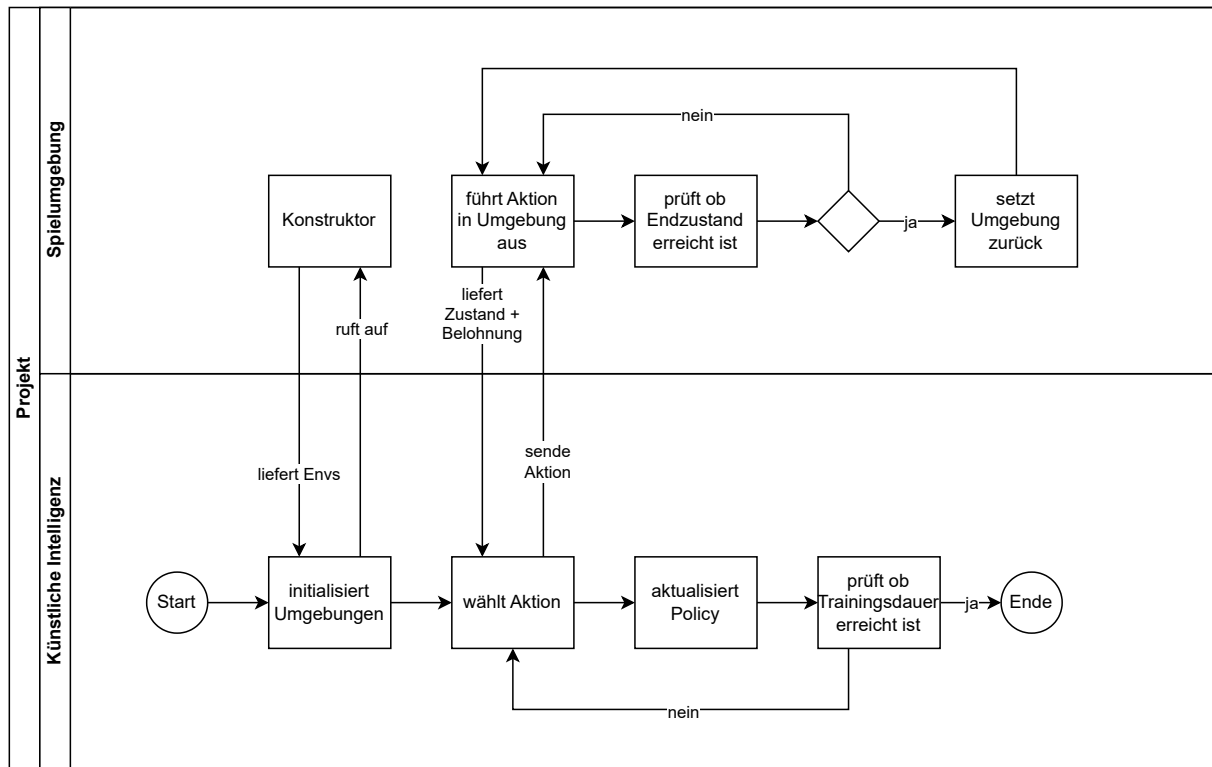 Projekt
Spielumgebung
nein
Konstruktor
führt Aktion
in Umgebung
aus
prüft ob
Endzustand
erreicht ist
ja
setzt
Umgebung
zurück
liefert
Zustand +
Belohnung
ruft auf
Künstliche Intelligenz
liefert Envs
sende
Aktion
Start
initialisiert
Umgebungen
wählt Aktion
aktualisiert
Policy
prüft ob
Trainingsdauer
erreicht ist
ja
Ende
nein